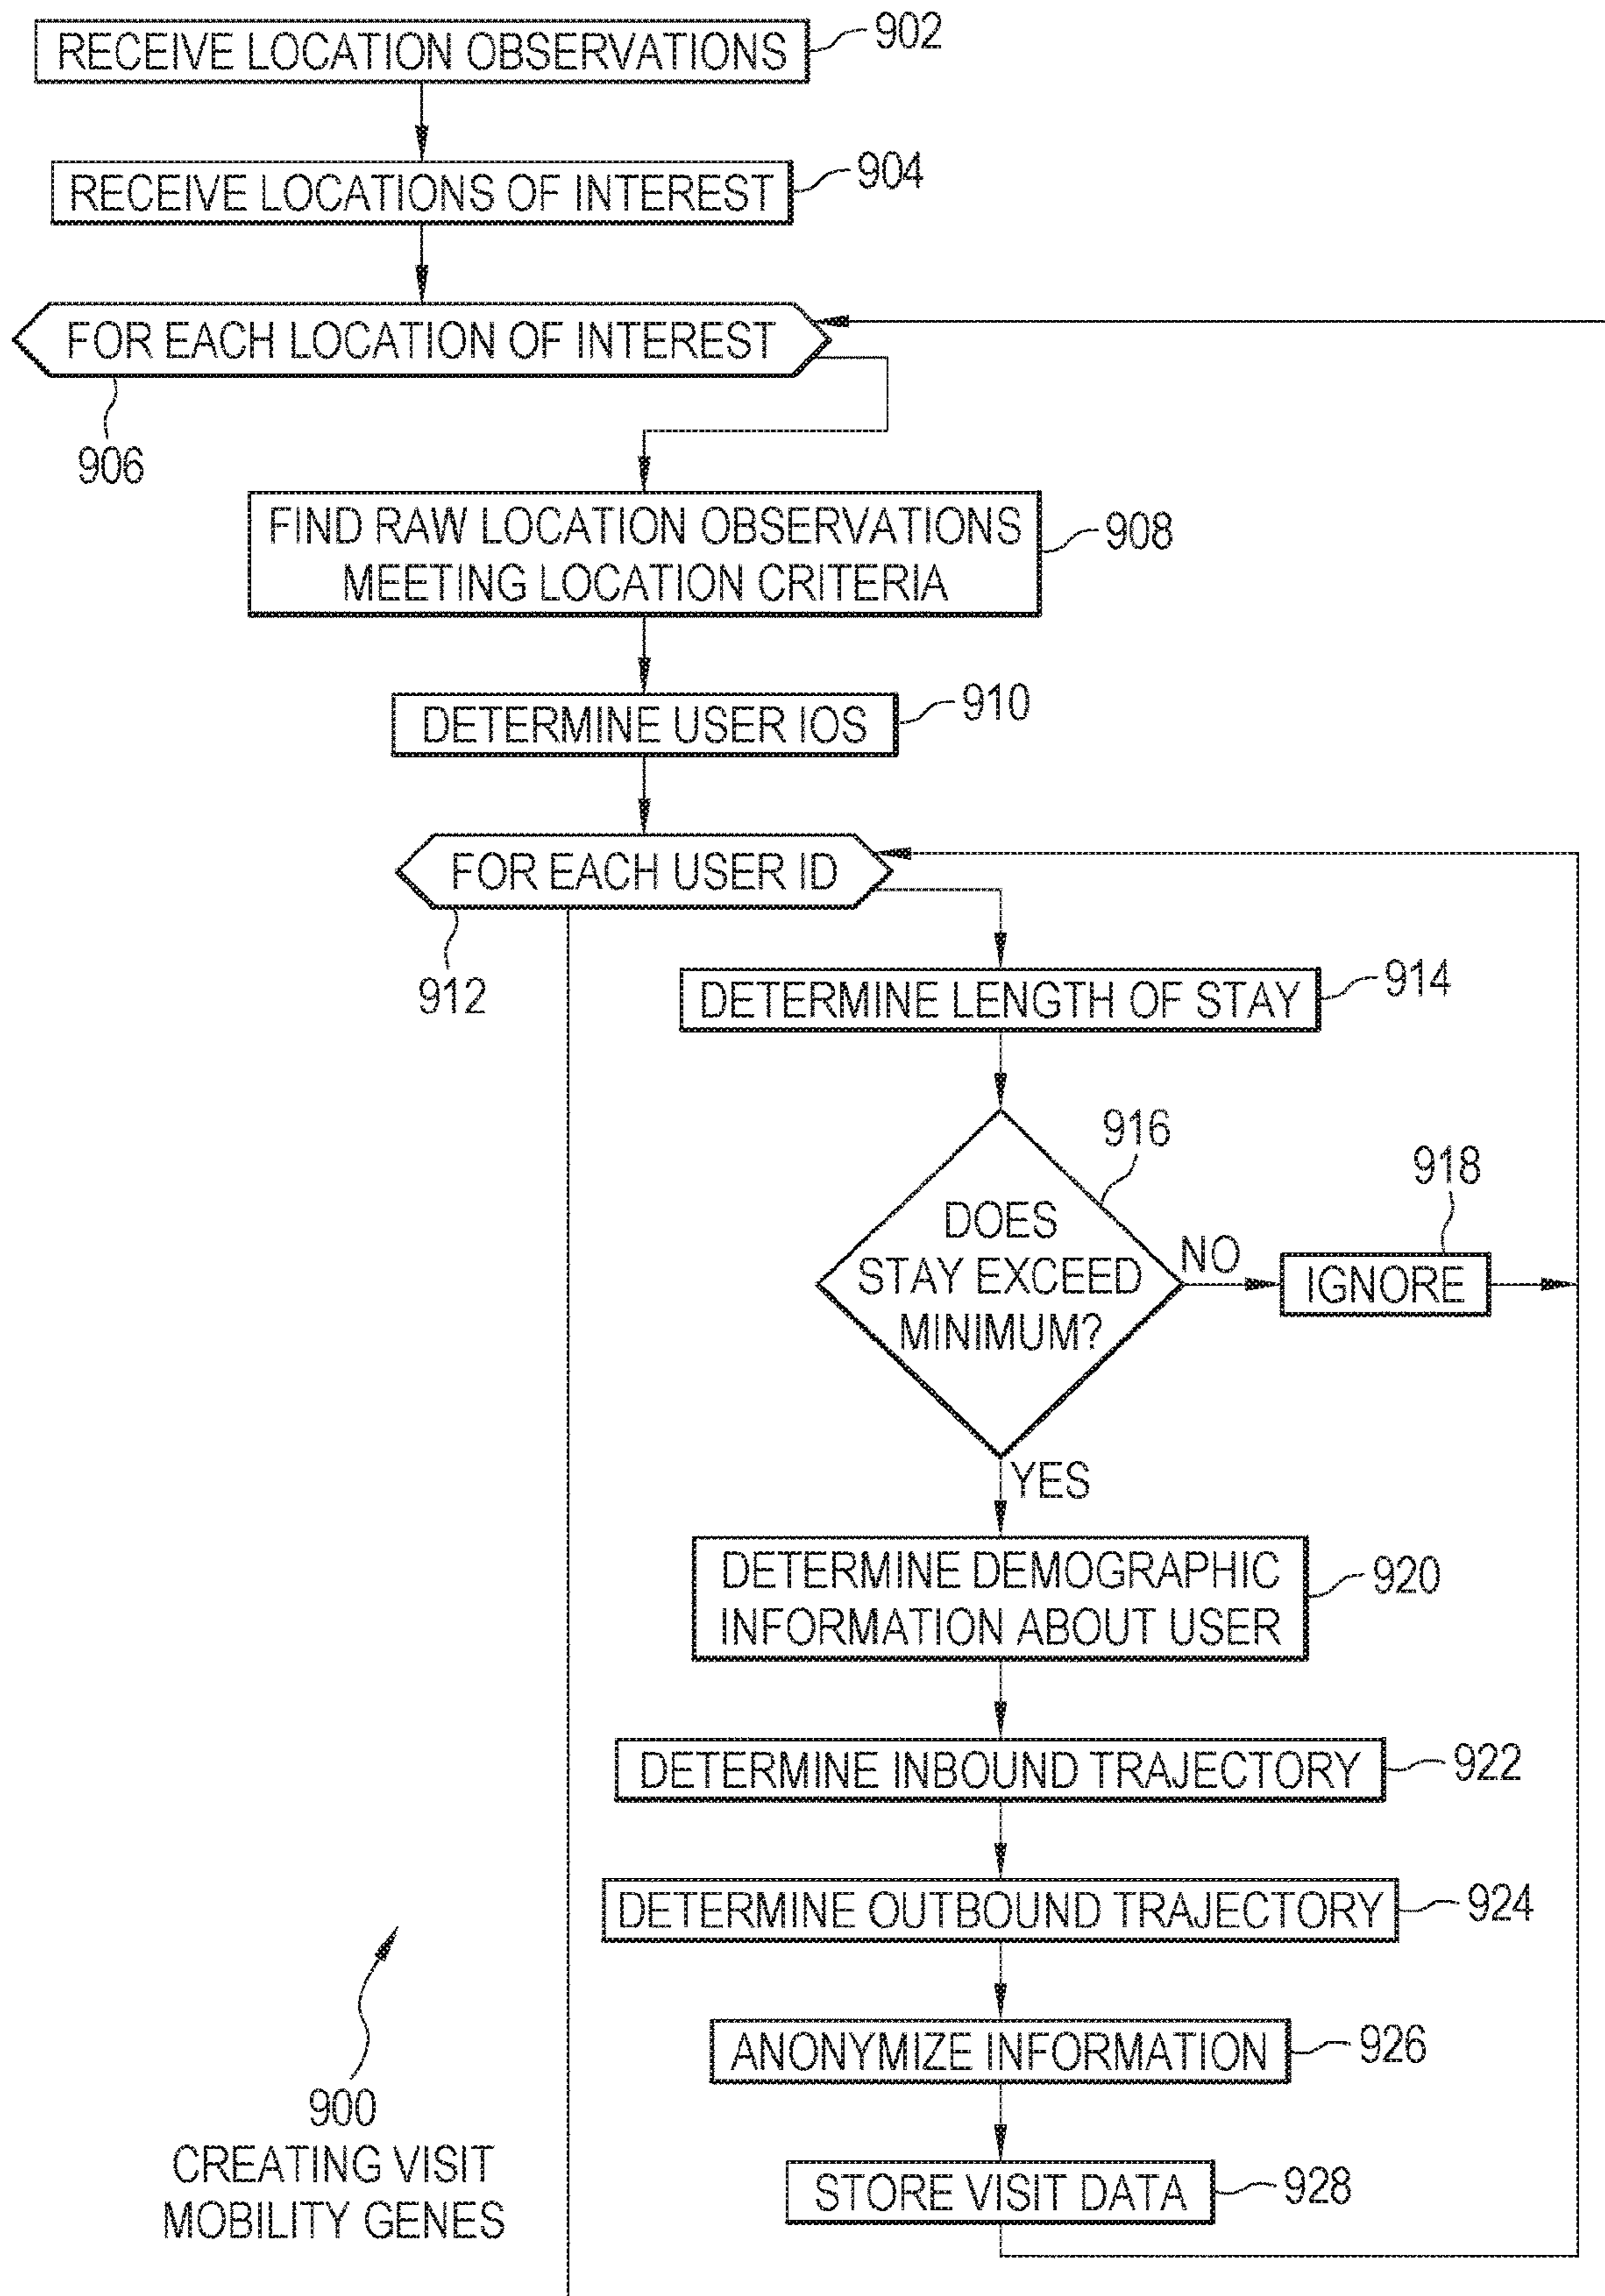 RECEIVE LOCATION OBSERVATIONS
902
RECEIVE LOCATIONS OF INTEREST
904
FOR EACH LOCATION OF INTEREST
906
FIND RAW LOCATION OBSERVATIONS
MEETING LOCATION CRITERIA
908
DETERMINE USER IOS
910
FOR EACH USER ID
912
DETERMINE LENGTH OF STAY
914
916
DOES
STAY EXCEED
MINIMUM?
NO
918
IGNORE
YES
DETERMINE DEMOGRAPHIC
INFORMATION ABOUT USER
920
DETERMINE INBOUND TRAJECTORY
922
DETERMINE OUTBOUND TRAJECTORY
924
ANONYMIZE INFORMATION
926
STORE VISIT DATA
928
900
CREATING VISIT
MOBILITY GENES